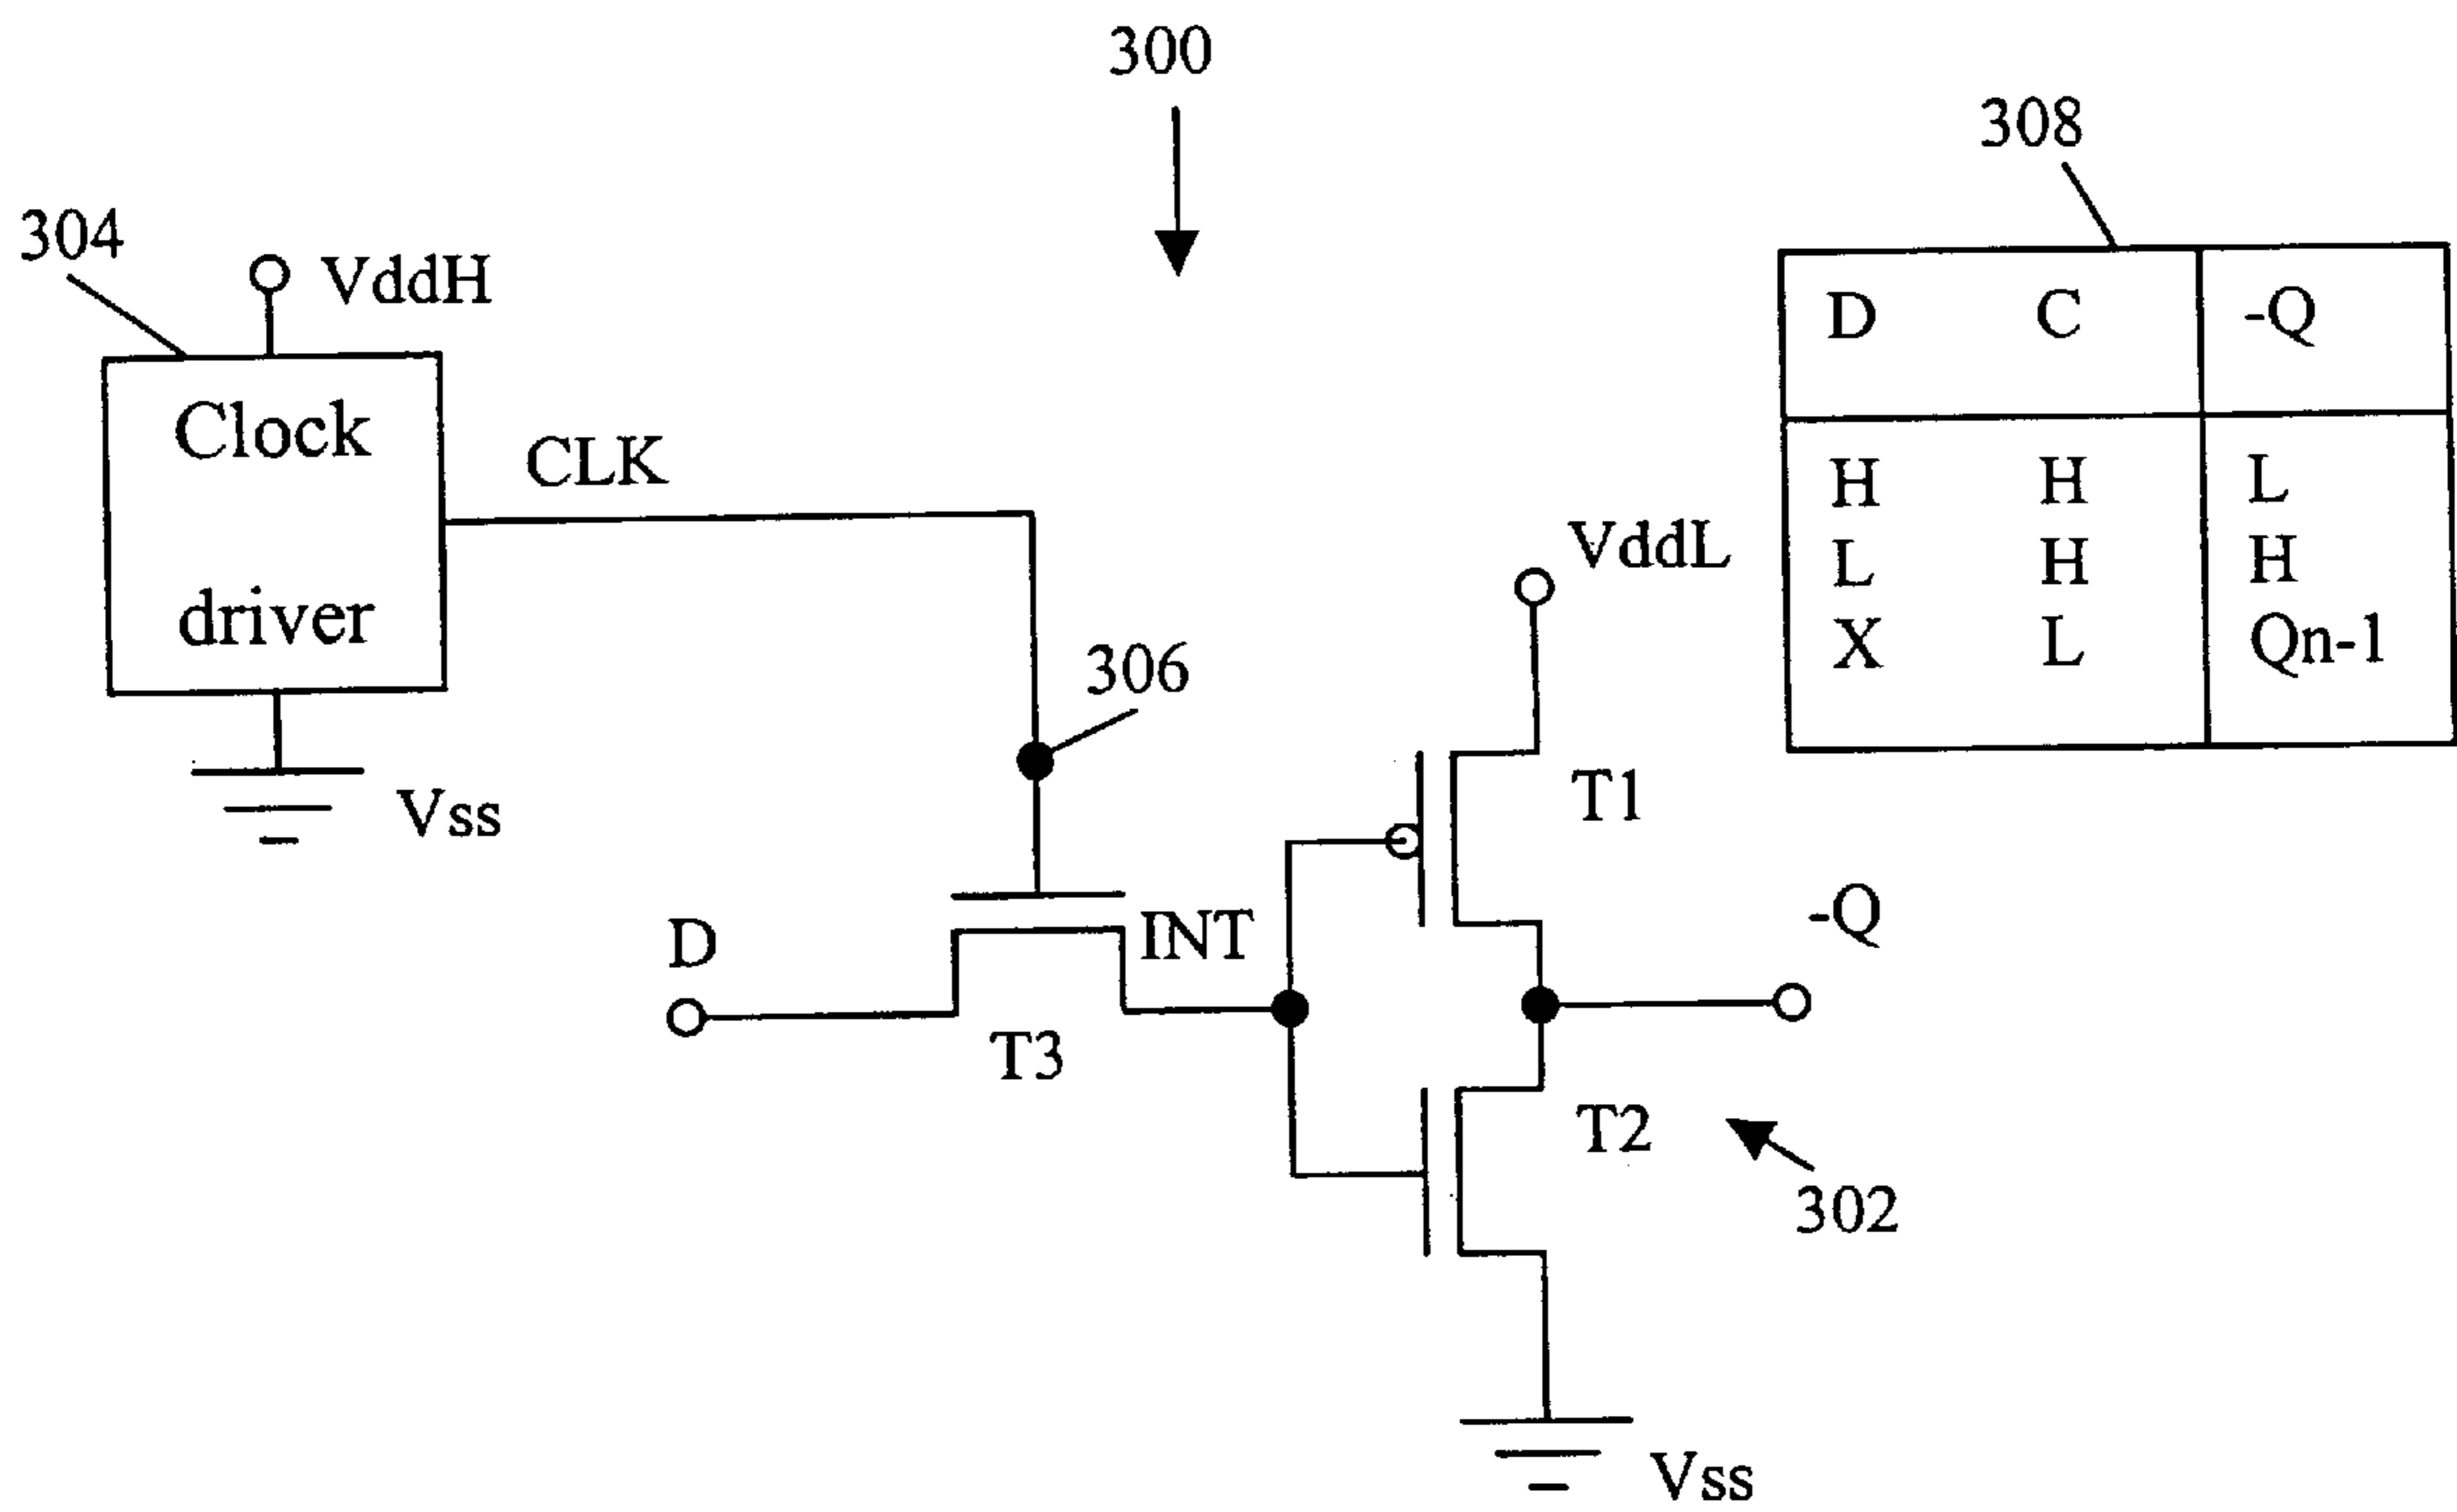 300
308
304
VddH
D C -Q
Clock
driver
CLK
H H L
L H H
X L Qn-1
VddL
306
Vss
T1
D
INT
-Q
T3
T2
302
Vss